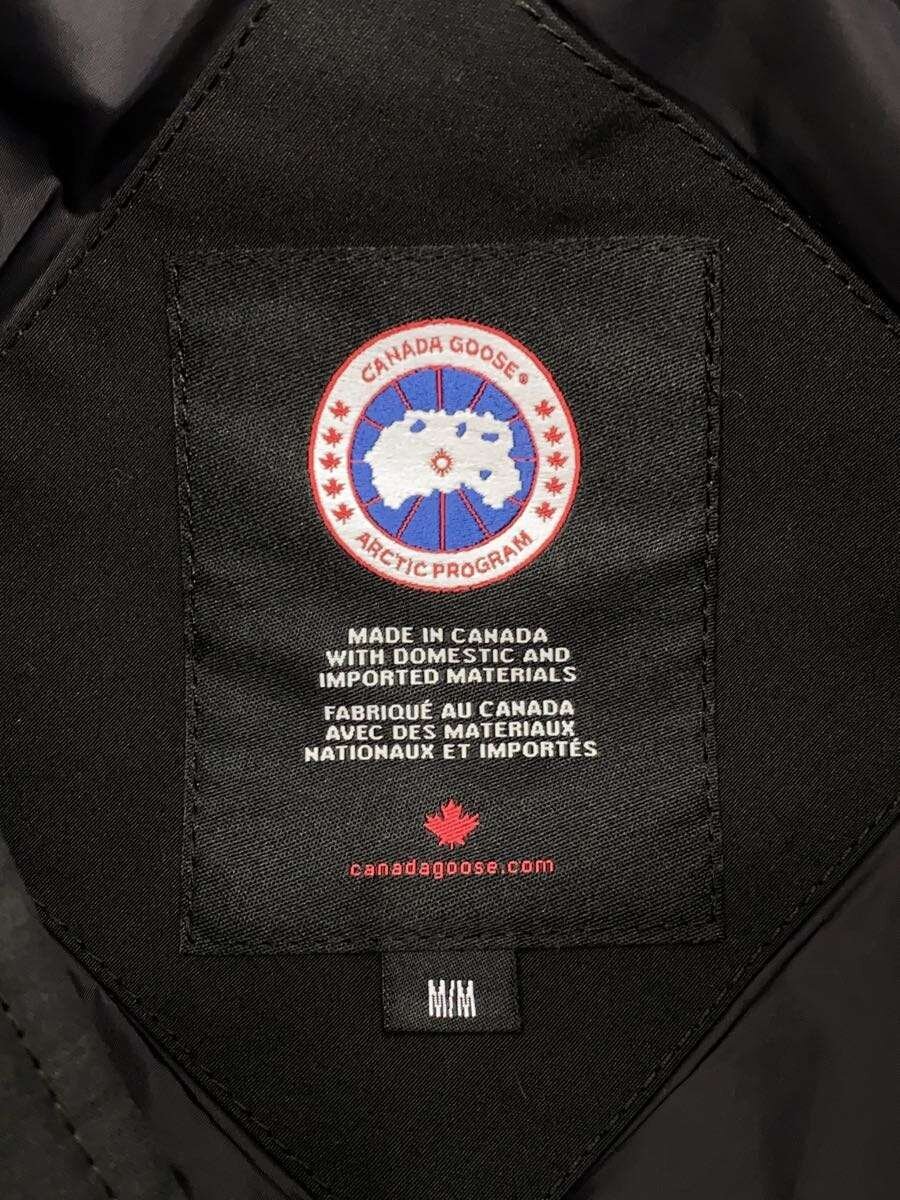 CANADA GOOSE®
ARCTIC PROGRAM
MADE IN CANADA
WITH DOMESTIC AND
IMPORTED MATERIALS
FABRIQUÉ AU CANADA
AVEC DES MATERIAUX
NATIONAUX ET IMPORTÉS
canadagoose.com
M/M